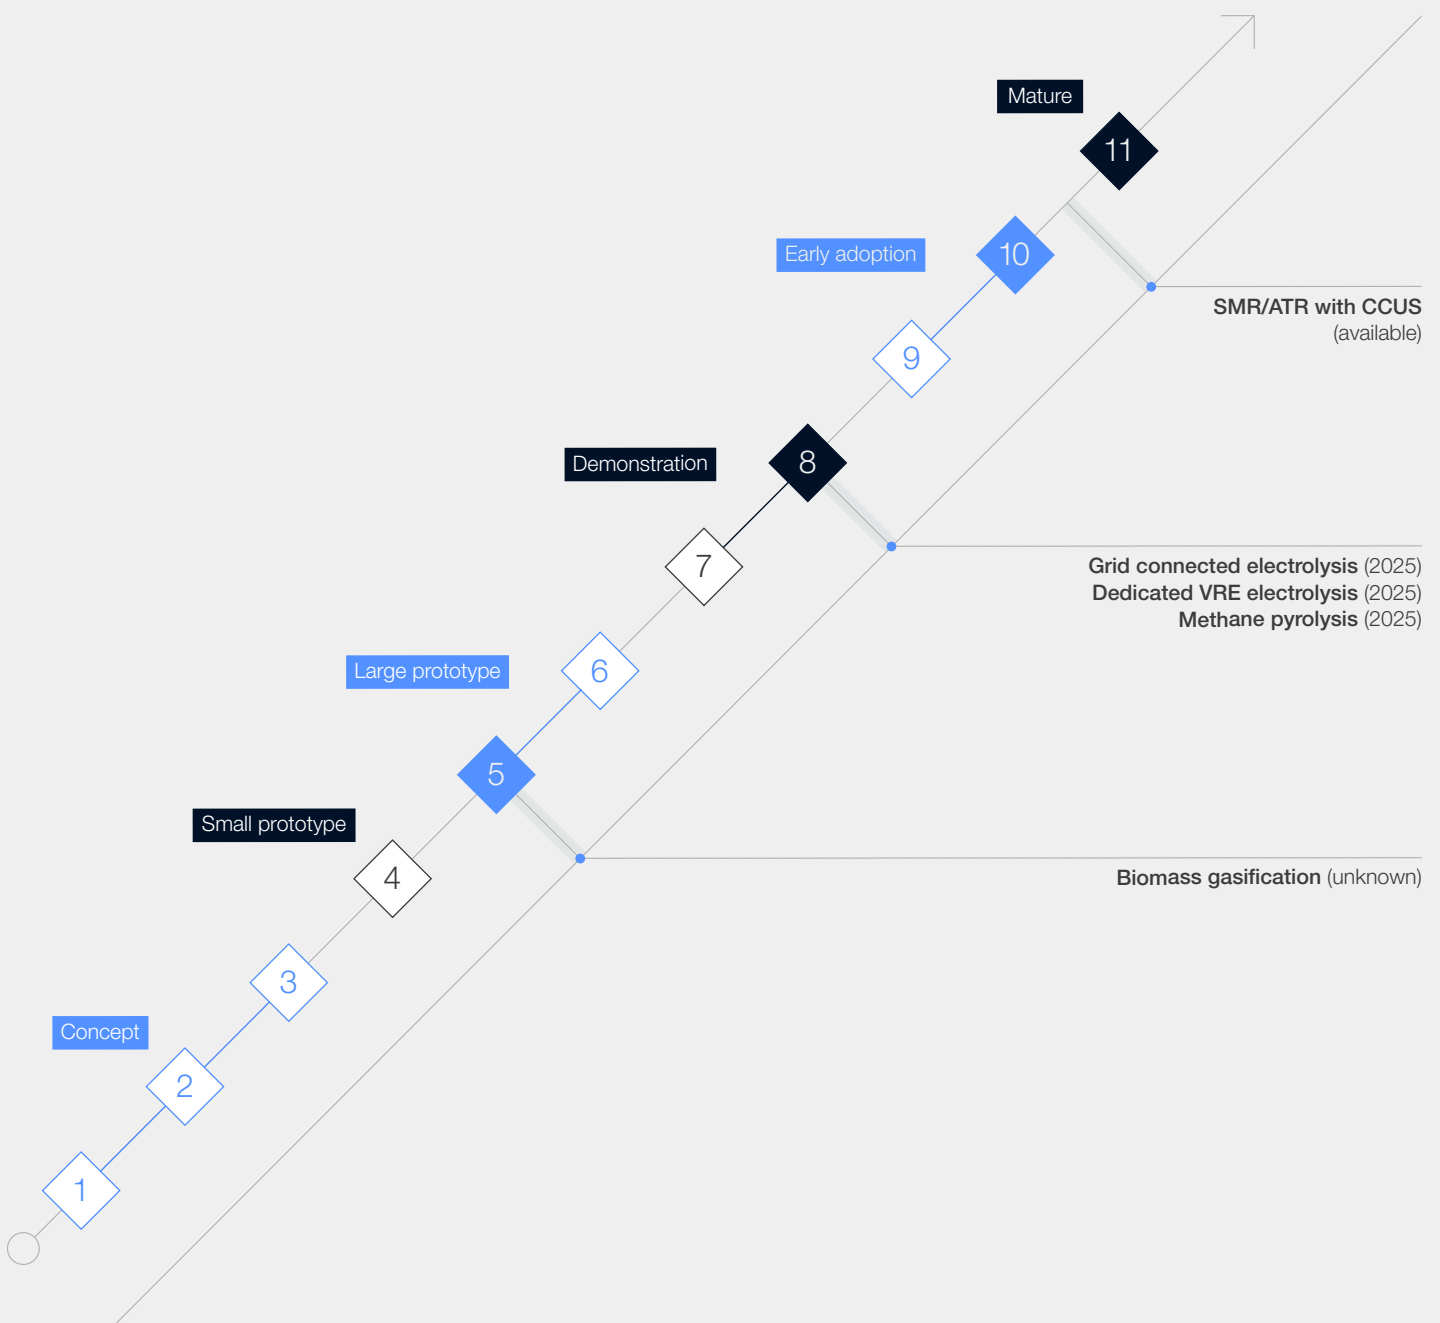 Mature
11
Early adoption
10
SMR/ATR with CCUS
(available)
9
Demonstration
8
Grid connected electrolysis (2025)
Dedicated VRE electrolysis (2025)
Methane pyrolysis (2025)
7
Large prototype
6
5
Small prototype
4
Biomass gasification (unknown)
3
Concept
2
1